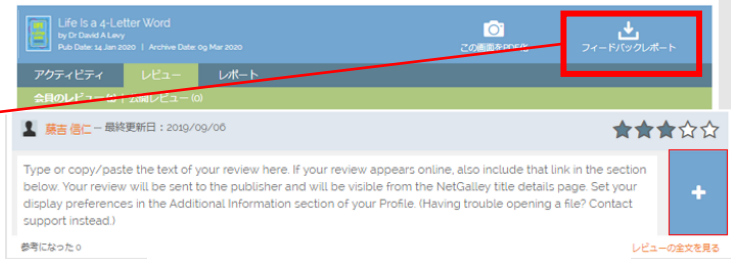 Life Is a 4-Letter Word
by Dr David A Levy
Pub Date: 14 Jan 2020 | Archive Date: 09 Mar 2020
この画面をPDF化
フィードバックレポート
アクティビティ レビュー レポート
会員のレビュー | 公開レビュー (0)
藤吉 信仁 – 最終更新日：2019/09/06
Type or copy/paste the text of your review here. If your review appears online, also include that link in the section
below. Your review will be sent to the publisher and will be visible from the NetGalley title details page. Set your
display preferences in the Additional Information section of your Profile. (Having trouble opening a file? Contact
support instead.)
参考になった 0
レビューの全文を見る